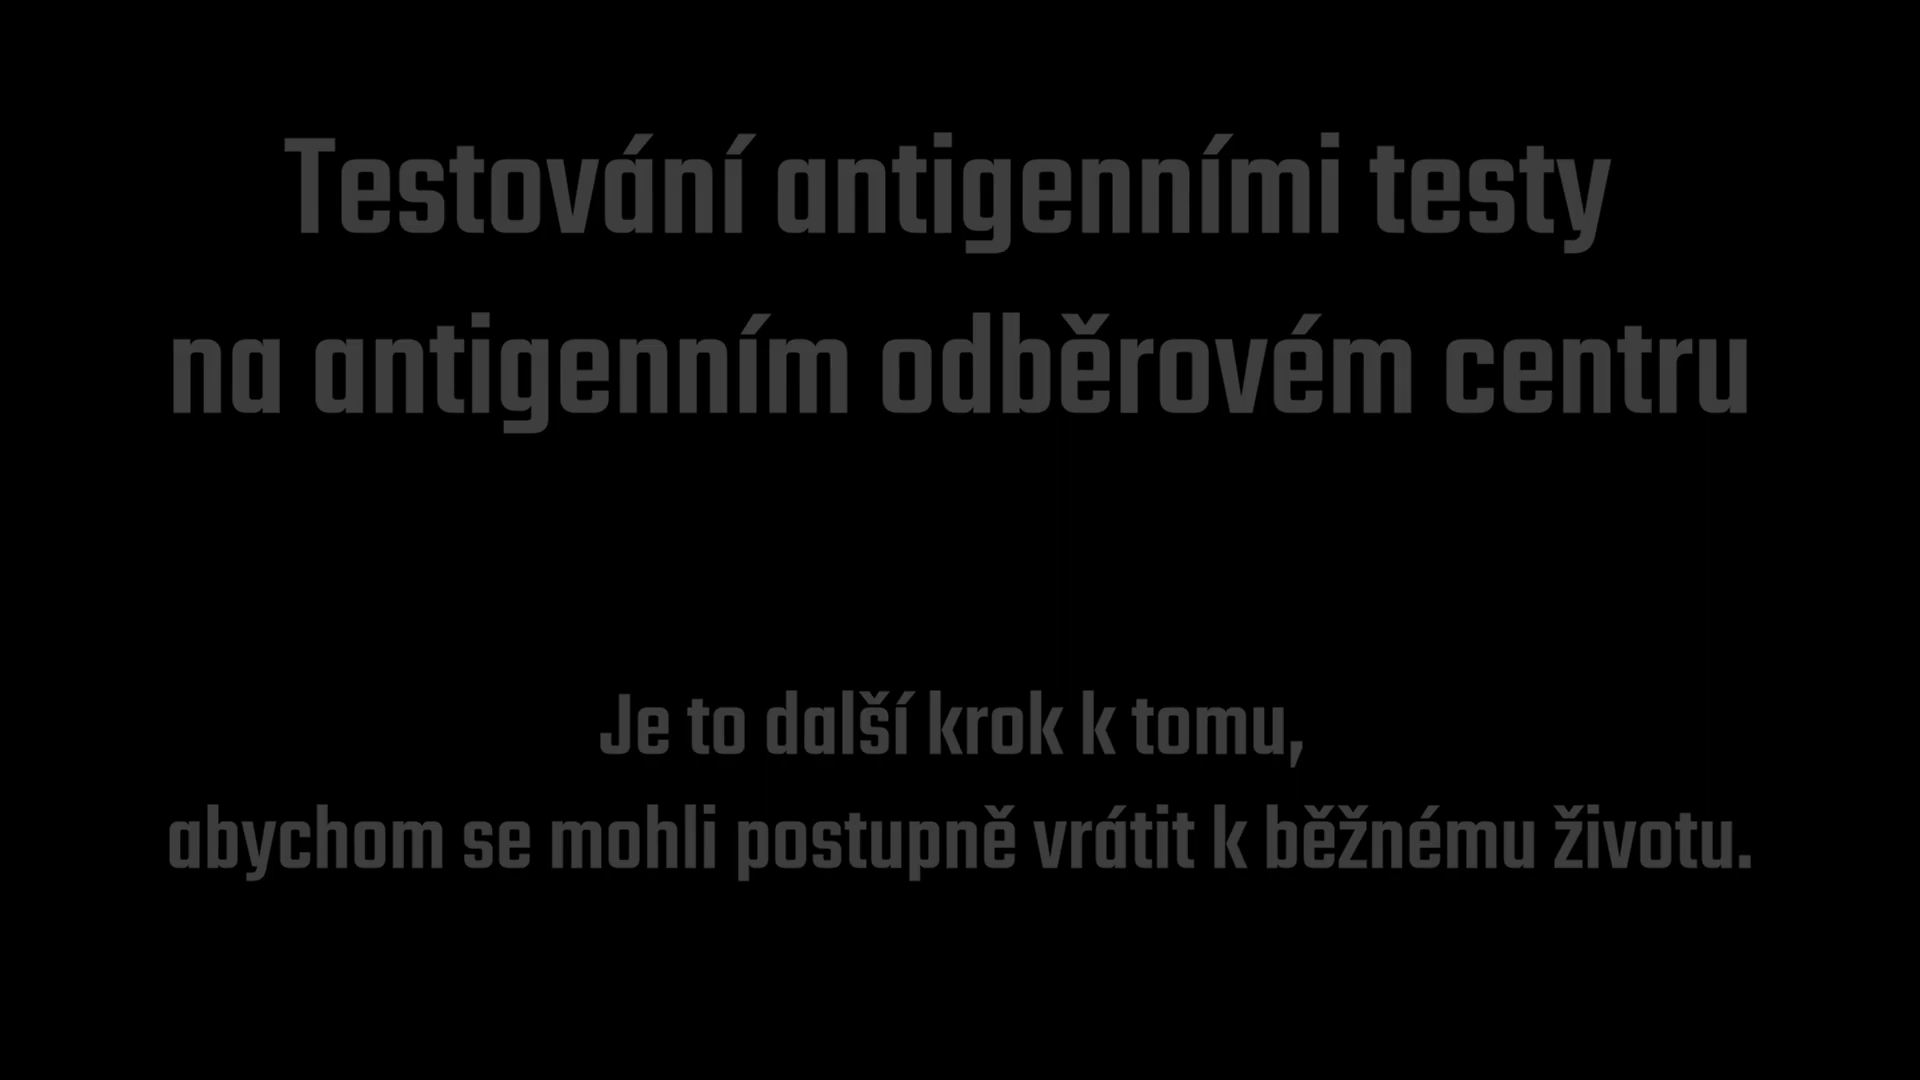 Testování antigenními testy
na antigenním odběrovém centru
Je to další krok k tomu,
abychom se mohli postupně vrátit k běžnému životu.